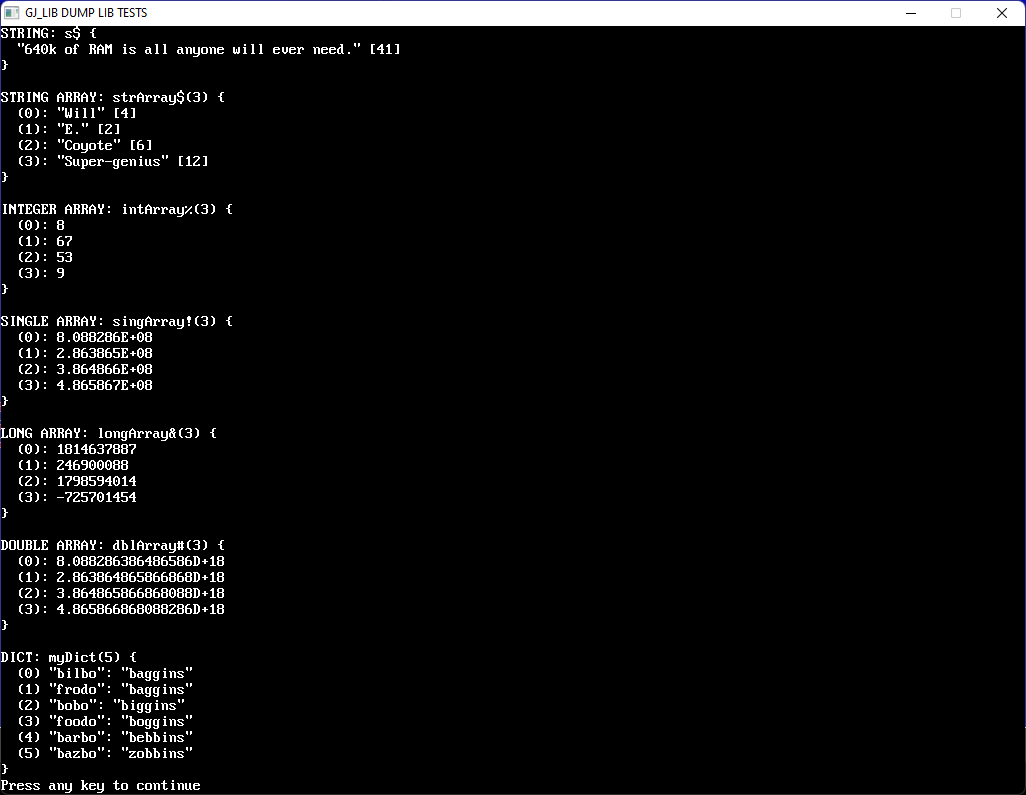 GJ_LIB DUMP LIB TESTS
STRING: s$ {
  "640k of RAM is all anyone will ever need." [41]
}
STRING ARRAY: strArray$(3) {
  (0): "Will" [4]
  (1): "E." [2]
  (2): "Coyote" [6]
  (3): "Super-genius" [12]
}
INTEGER ARRAY: intArray%(3) {
  (0): 8
  (1): 67
  (2): 53
  (3): 9
}
SINGLE ARRAY: singArray!(3) {
  (0): 8.088286E+08
  (1): 2.863865E+08
  (2): 3.864866E+08
  (3): 4.865867E+08
}
LONG ARRAY: longArray&(3) {
  (0): 1814637887
  (1): 246900088
  (2): 1798594014
  (3): -725701454
}
DOUBLE ARRAY: dblArray#(3) {
  (0): 8.088286386486586D+18
  (1): 2.863864865866868D+18
  (2): 3.864865866868088D+18
  (3): 4.865866868088286D+18
}
DICT: myDict(5) {
  (0) "bilbo": "baggins"
  (1) "frodo": "baggins"
  (2) "bobo": "biggins"
  (3) "foodo": "boggins"
  (4) "barbo": "bebbins"
  (5) "bazbo": "zobbins"
}
Press any key to continue